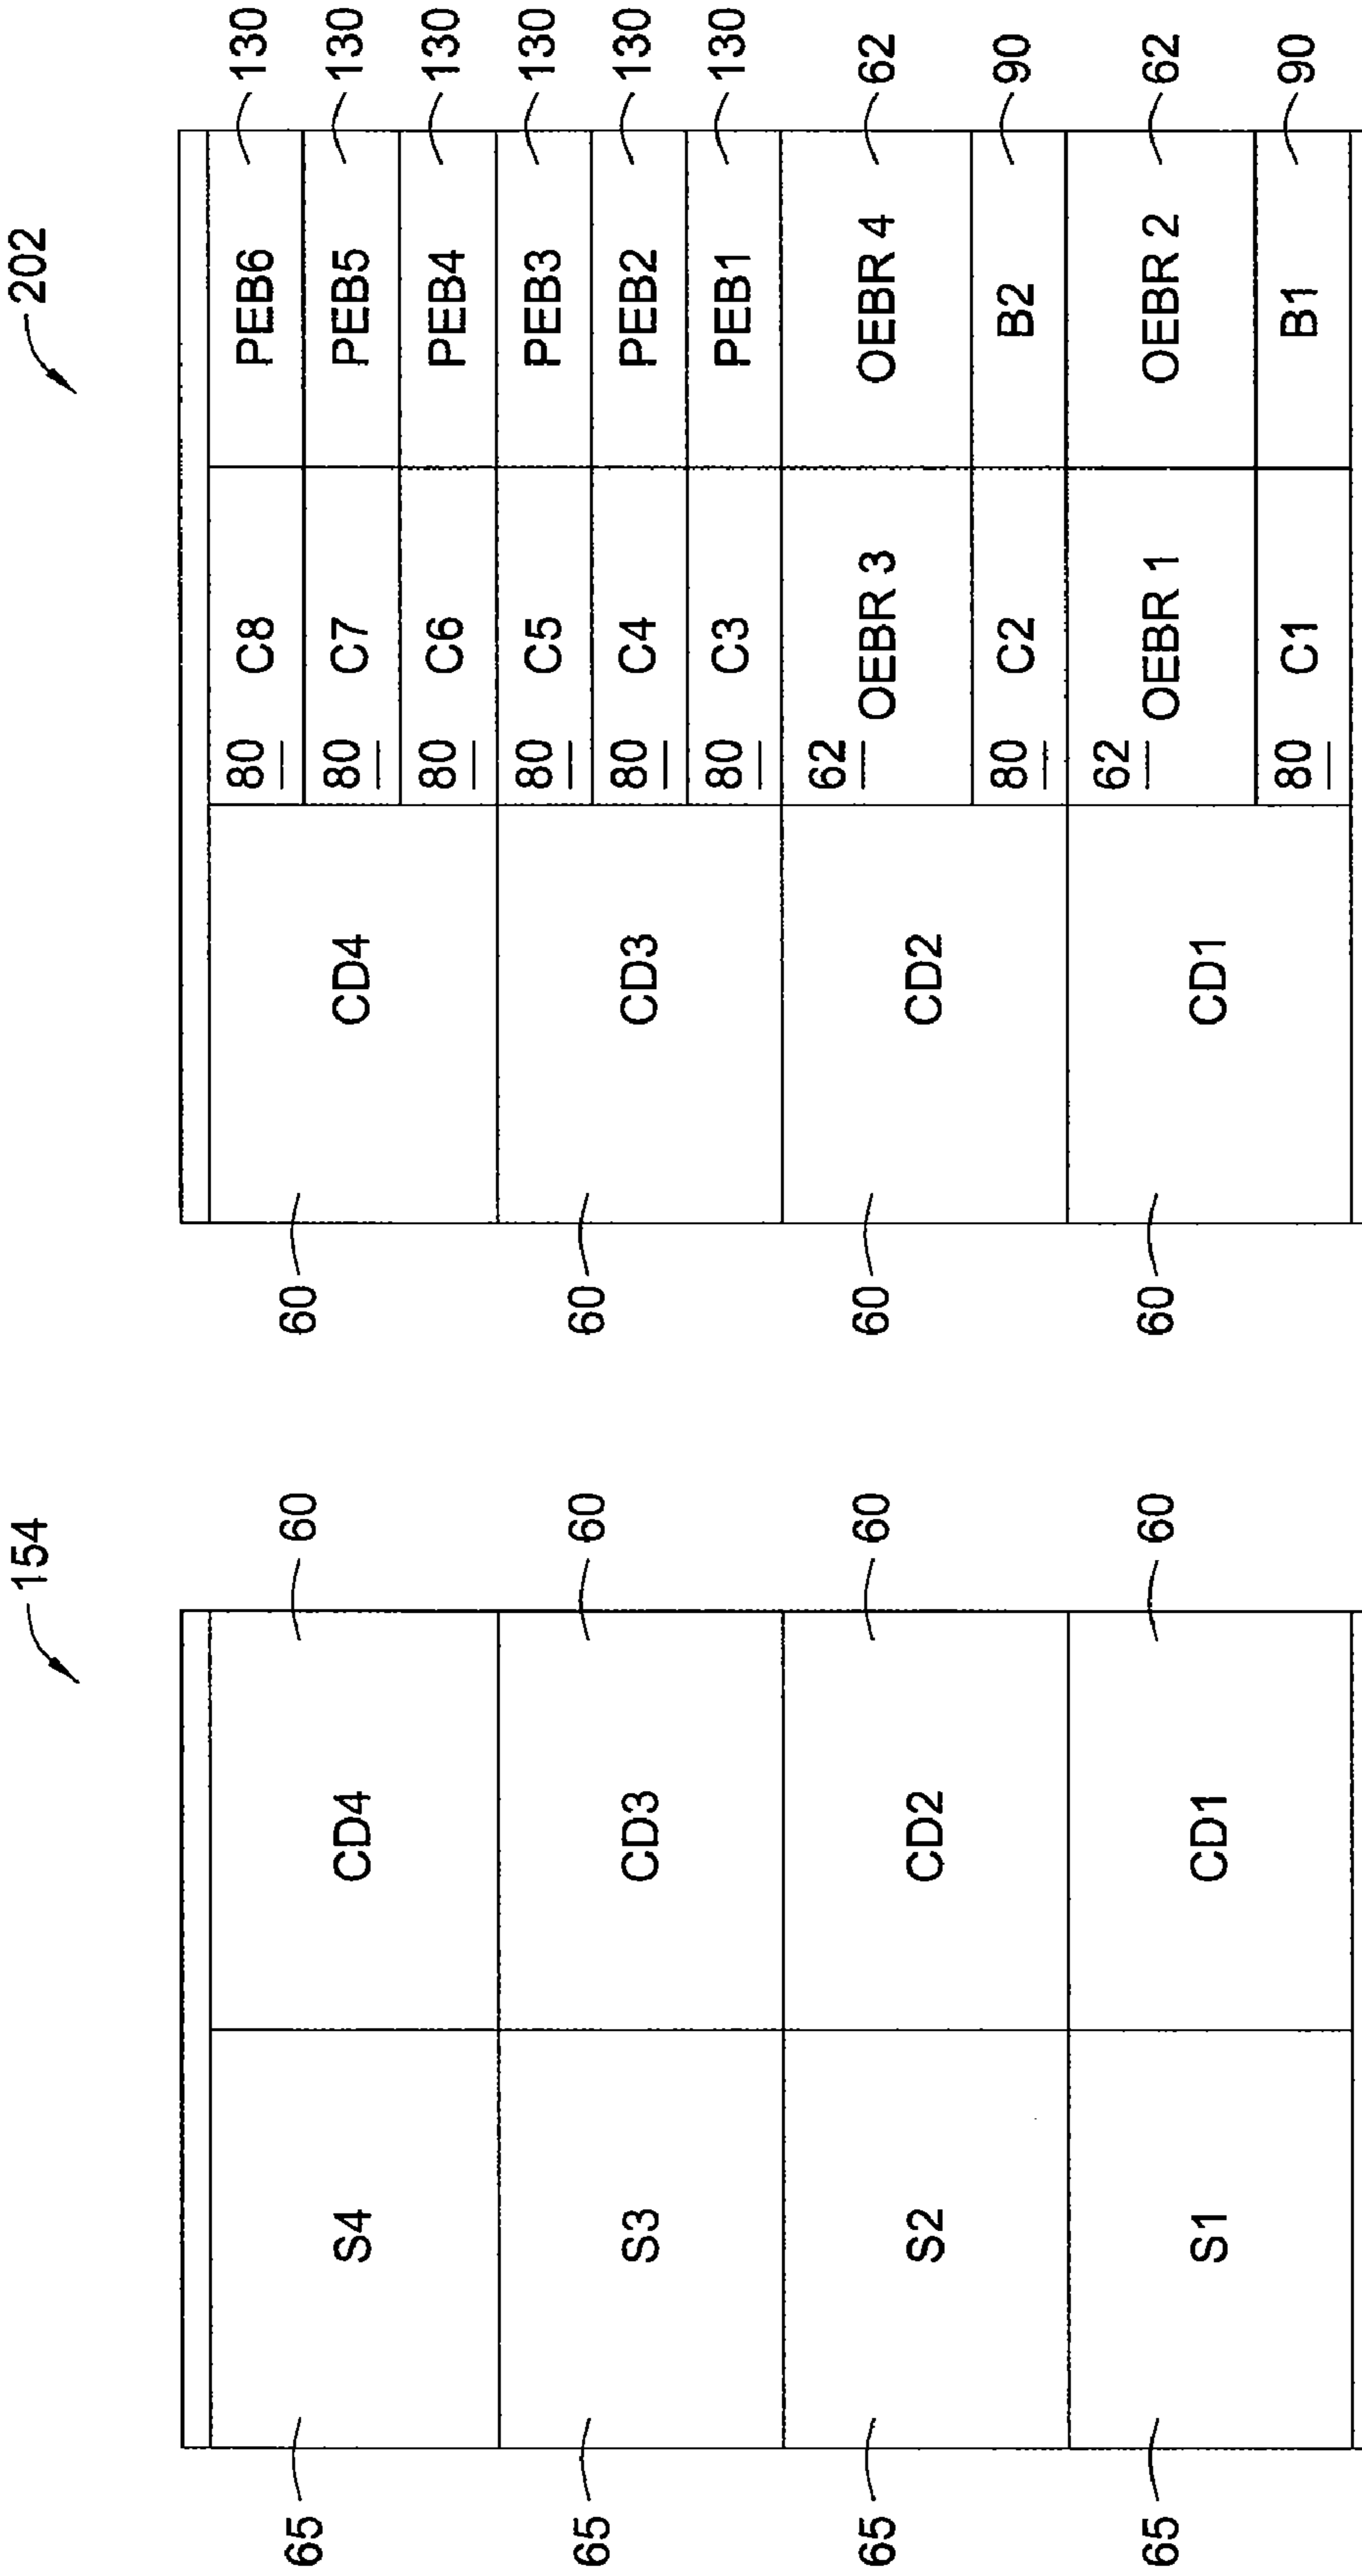 154 202
80 C8 PEB6 130
65 60 60
S4 CD4 CD4 80 C7 PEB5 130
80 C6 PEB4 130
80 C5 PEB3 130
65 60 60
S3 CD3 CD3 80 C4 PEB2 130
80 C3 PEB1 130
65 60 60 62 OEBR 3 OEBR 4 62
S2 CD2 CD2
80 C2 B2 90
65 60 60 62 OEBR 1 OEBR 2 62
S1 CD1 CD1
80 C1 B1 90